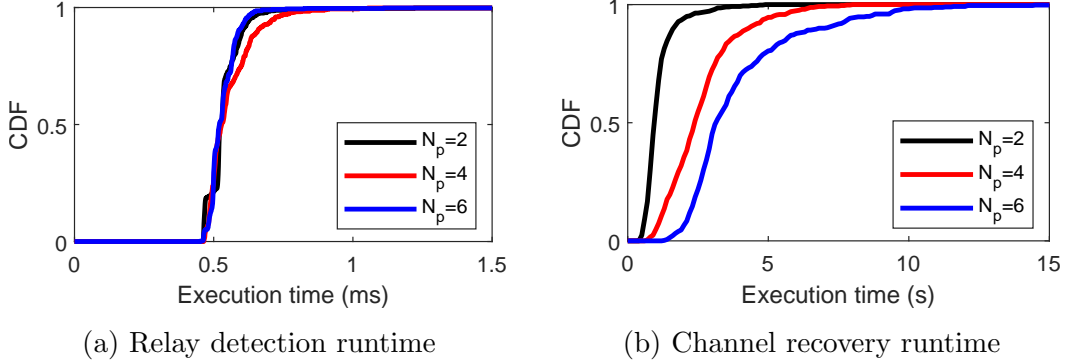 1
CDF
0.5
N_p=2
N_p=4
N_p=6
0
0 0.5 1 1.5
Execution time (ms)
(a) Relay detection runtime
1
CDF
0.5
N_p=2
N_p=4
N_p=6
0
0 5 10 15
Execution time (s)
(b) Channel recovery runtime